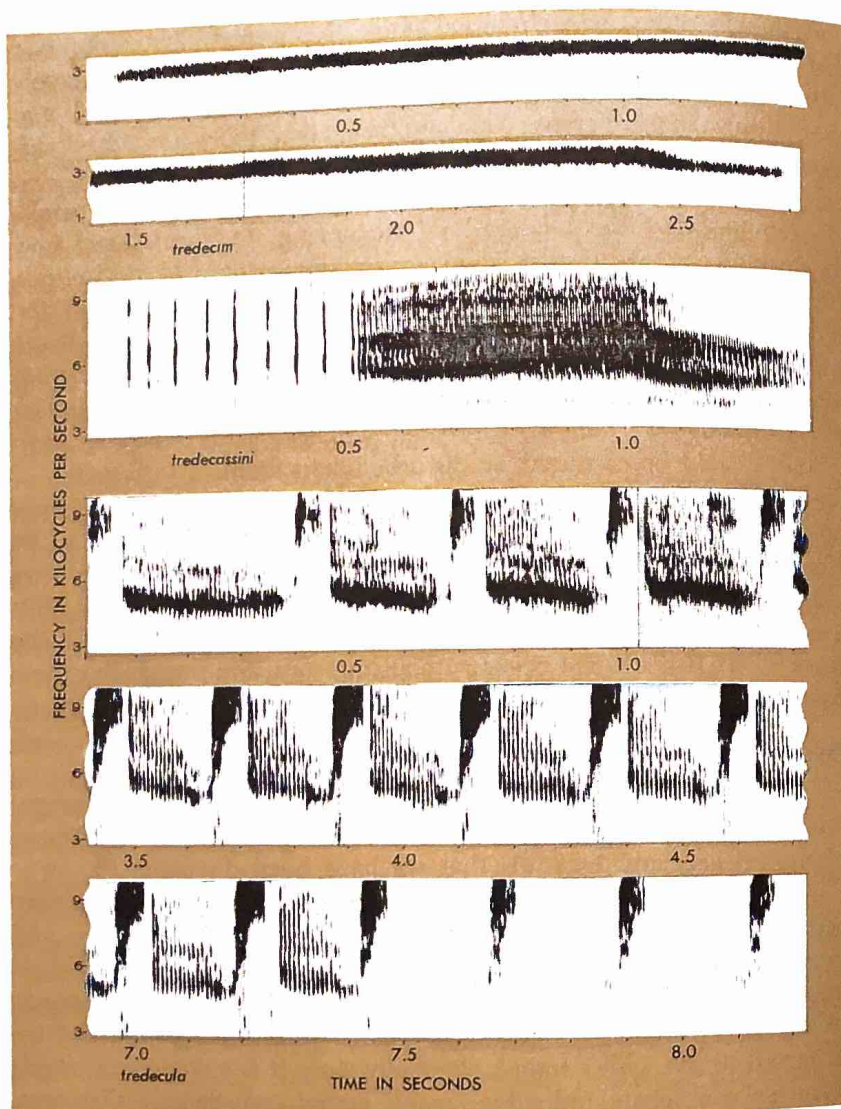 3-
1-
0.5 1.0
3-
1-
1.5 2.0 2.5
tredecim
9-
6-
3-
0.5 1.0
tredecassini
FREQUENCY IN KILOCYCLES PER SECOND
9-
6-
3-
0.5 1.0
9-
6-
3-
3.5 4.0 4.5
9-
6-
3-
7.0 7.5 8.0
tredecula
TIME IN SECONDS